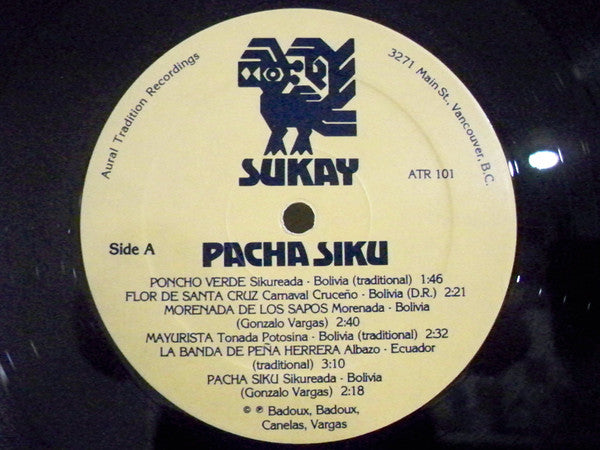 Aural Tradition Recordings
3271 Main St., Vancouver, B.C.
SUKAY
ATR 101
Side A
PACHA SIKU
PONCHO VERDE Sikureada · Bolivia (traditional) 1:46
FLOR DE SANTA CRUZ Carnaval Cruceño · Bolivia (D.R.) 2:21
MORENADA DE LOS SAPOS Morenada · Bolivia
(Gonzalo Vargas) 2:40
MAYURISTA Tonada Potosina · Bolivia (traditional) 2:32
LA BANDA DE PEÑA HERRERA Albazo · Ecuador
(traditional) 3:10
PACHA SIKU Sikureada · Bolivia
(Gonzalo Vargas) 2:18
© ℗ Badoux, Badoux,
Canelas, Vargas